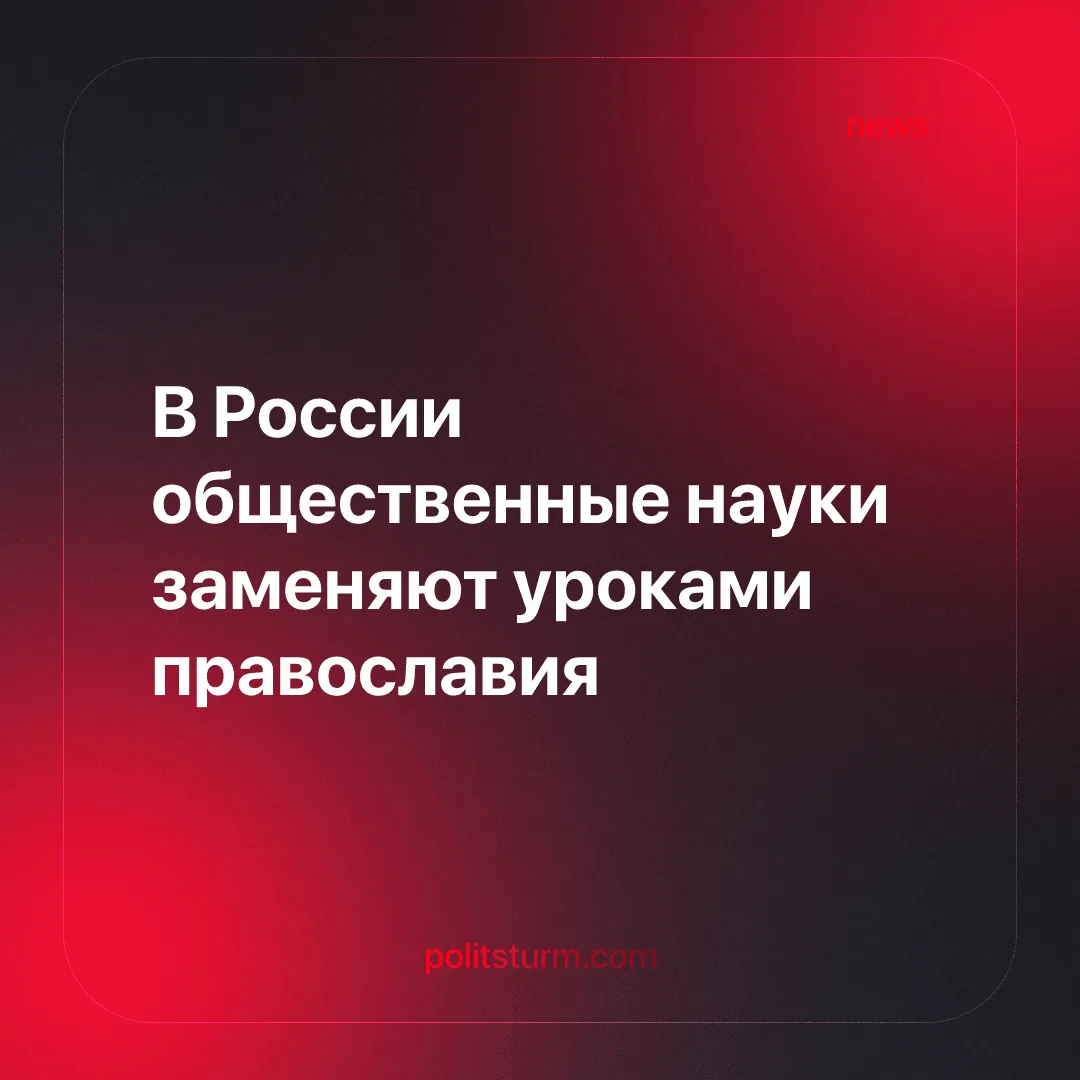 news
В России
общественные науки
заменяют уроками
православия
politsturm.com